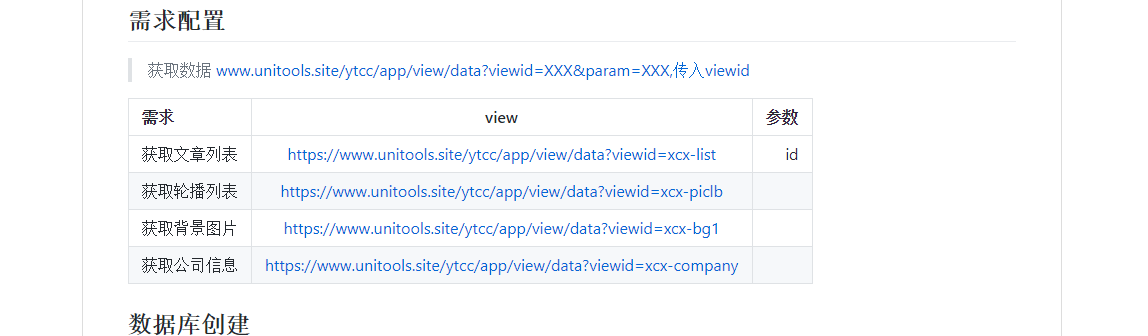 需求配置
获取数据 www.unitools.site/ytcc/app/view/data?viewid=XXX&param=XXX,传入viewid
需求 view 参数
获取文章列表 https://www.unitools.site/ytcc/app/view/data?viewid=xcx-list id
获取轮播列表 https://www.unitools.site/ytcc/app/view/data?viewid=xcx-piclb
获取背景图片 https://www.unitools.site/ytcc/app/view/data?viewid=xcx-bg1
获取公司信息 https://www.unitools.site/ytcc/app/view/data?viewid=xcx-company
数据库创建